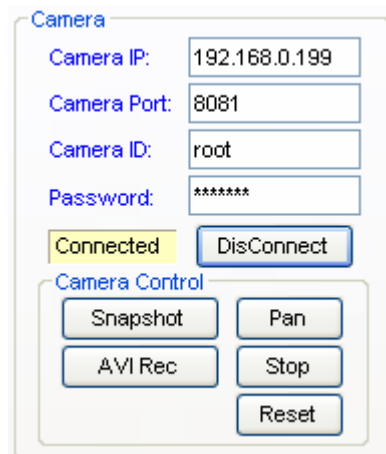 Camera
Camera IP: 192.168.0.199
Camera Port: 8081
Camera ID: root
Password: *******
Connected DisConnect
Camera Control
Snapshot Pan
AVI Rec Stop
Reset